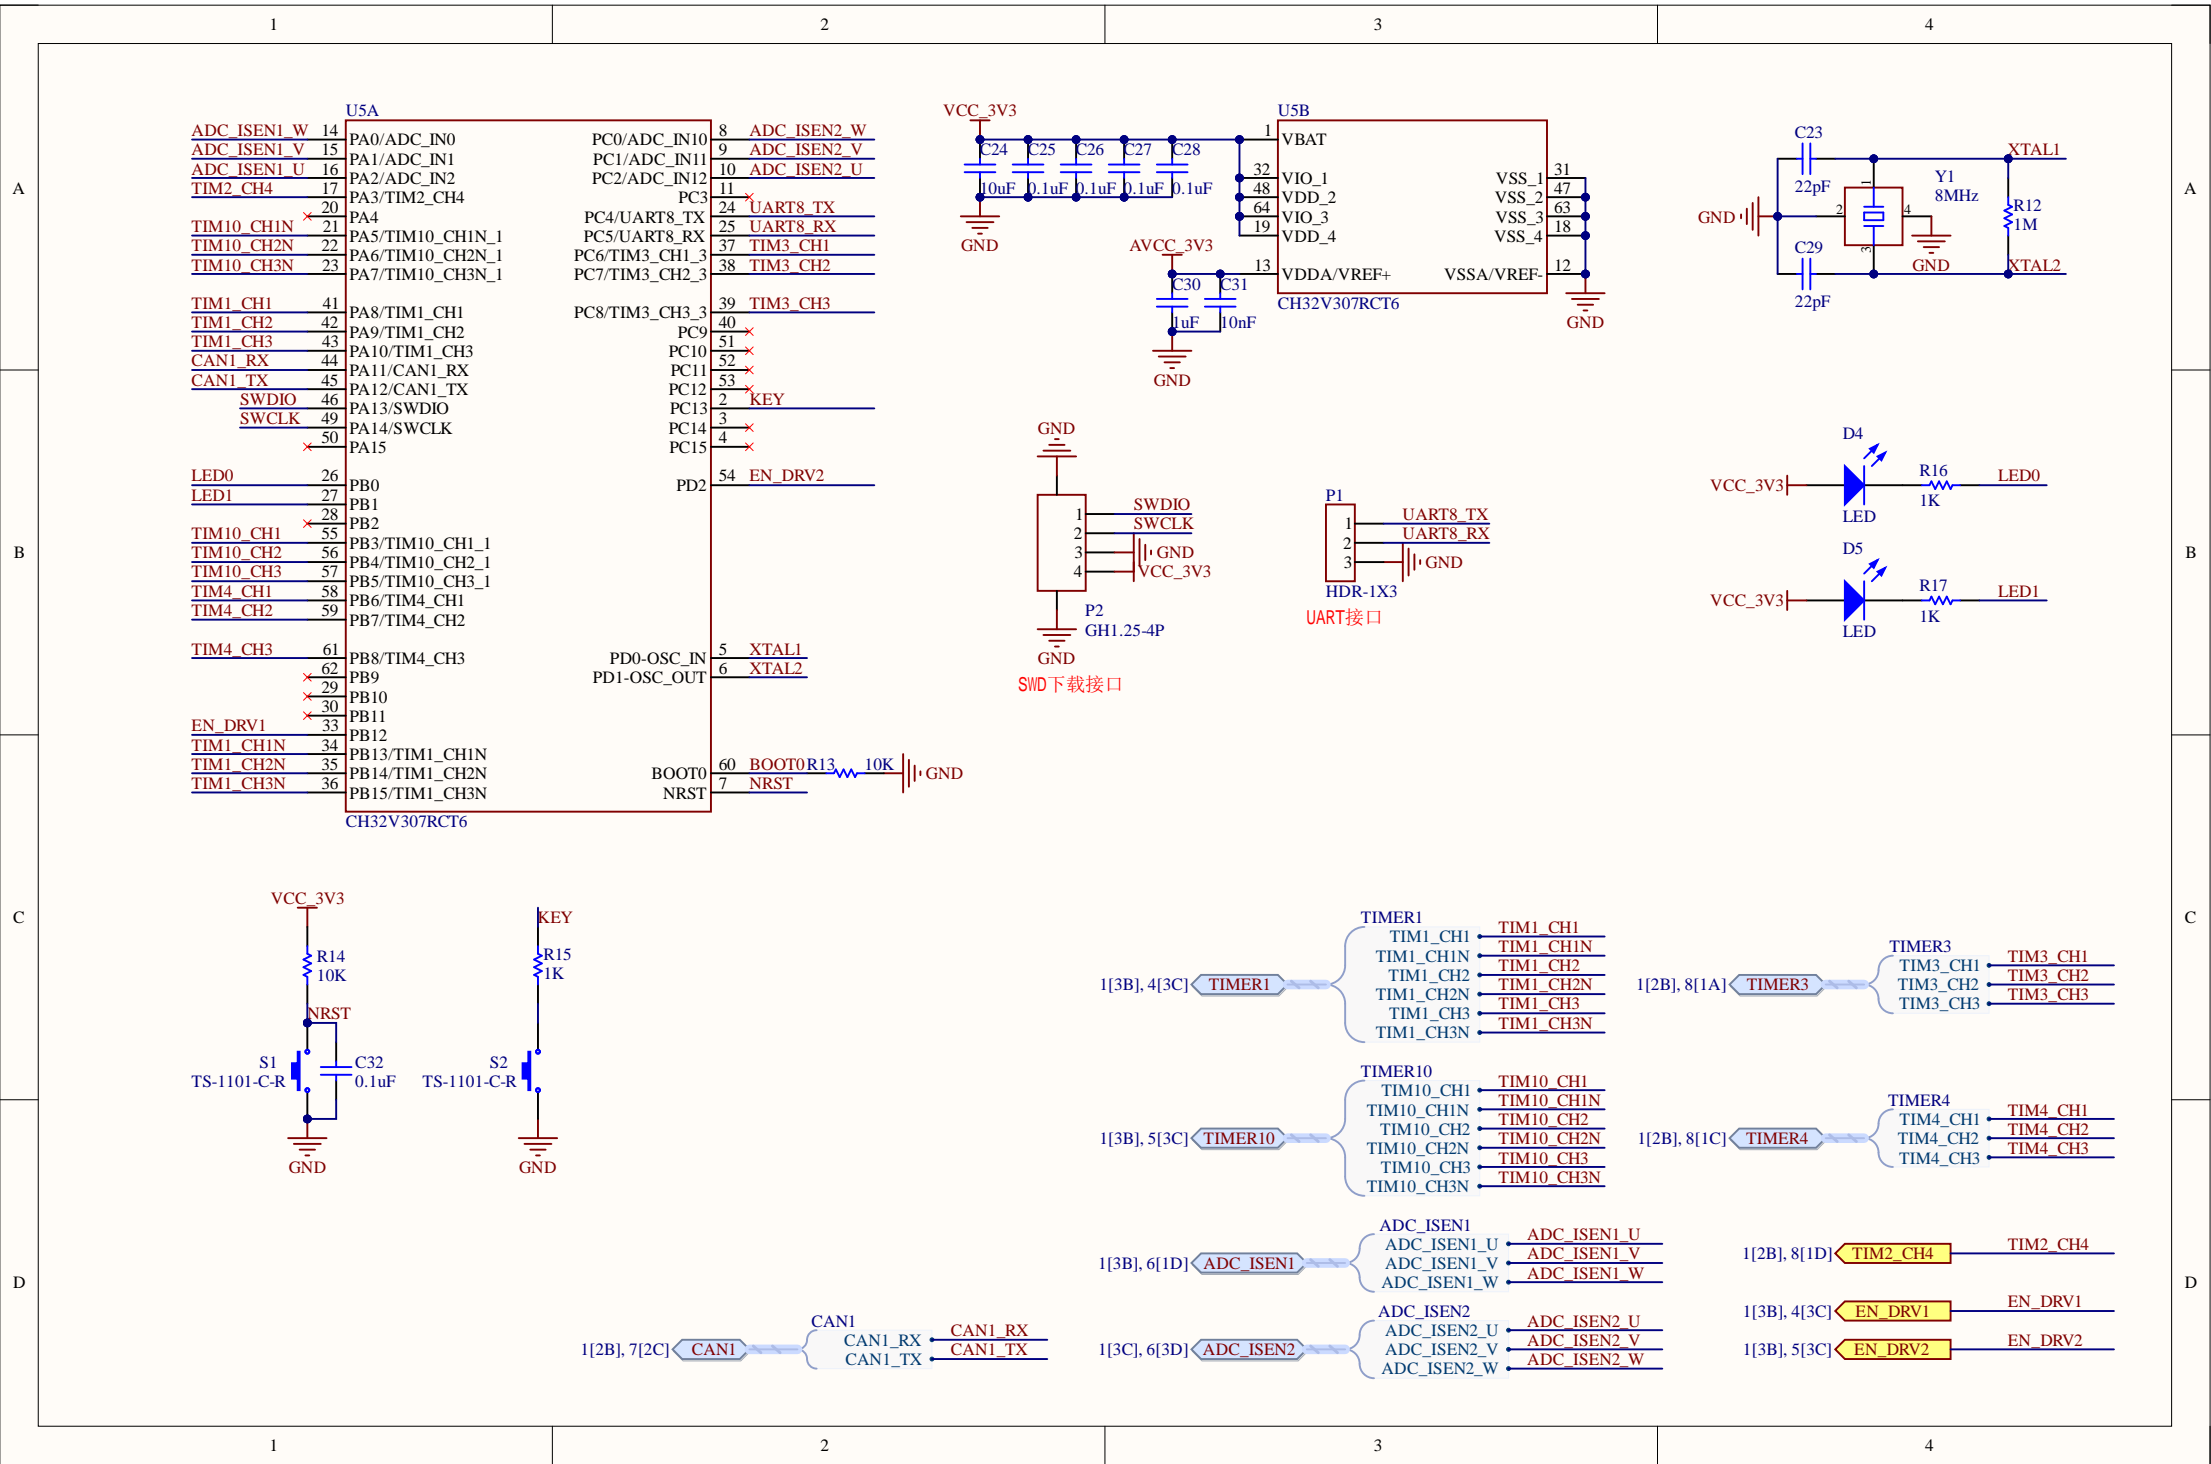 1 2 3 4
A
B
C
D
U5A
ADC_ISEN1_W 14 PA0/ADC_IN0
ADC_ISEN1_V 15 PA1/ADC_IN1
ADC_ISEN1_U 16 PA2/ADC_IN2
TIM2_CH4 17 PA3/TIM2_CH4
20 PA4
TIM10_CH1N 21 PA5/TIM10_CH1N_1
TIM10_CH2N 22 PA6/TIM10_CH2N_1
TIM10_CH3N 23 PA7/TIM10_CH3N_1
TIM1_CH1 41 PA8/TIM1_CH1
TIM1_CH2 42 PA9/TIM1_CH2
TIM1_CH3 43 PA10/TIM1_CH3
CAN1_RX 44 PA11/CAN1_RX
CAN1_TX 45 PA12/CAN1_TX
SWDIO 46 PA13/SWDIO
SWCLK 49 PA14/SWCLK
50 PA15
LED0 26 PB0
LED1 27 PB1
28 PB2
TIM10_CH1 55 PB3/TIM10_CH1_1
TIM10_CH2 56 PB4/TIM10_CH2_1
TIM10_CH3 57 PB5/TIM10_CH3_1
TIM4_CH1 58 PB6/TIM4_CH1
TIM4_CH2 59 PB7/TIM4_CH2
TIM4_CH3 61 PB8/TIM4_CH3
62 PB9
29 PB10
30 PB11
EN_DRV1 33 PB12
TIM1_CH1N 34 PB13/TIM1_CH1N
TIM1_CH2N 35 PB14/TIM1_CH2N
TIM1_CH3N 36 PB15/TIM1_CH3N
PC0/ADC_IN10 8 ADC_ISEN2_W
PC1/ADC_IN11 9 ADC_ISEN2_V
PC2/ADC_IN12 10 ADC_ISEN2_U
PC3 11
PC4/UART8_TX 24 UART8_TX
PC5/UART8_RX 25 UART8_RX
PC6/TIM3_CH1_3 37 TIM3_CH1
PC7/TIM3_CH2_3 38 TIM3_CH2
PC8/TIM3_CH3_3 39 TIM3_CH3
PC9 40
PC10 51
PC11 52
PC12 53
PC13 2 KEY
PC14 3
PC15 4
PD2 54 EN_DRV2
PD0-OSC_IN 5 XTAL1
PD1-OSC_OUT 6 XTAL2
BOOT0 60 BOOT0 R13 10K GND
NRST 7 NRST
CH32V307RCT6
VCC_3V3
C24 C25 C26 C27 C28
10uF 0.1uF 0.1uF 0.1uF 0.1uF
GND
AVCC_3V3
C30 C31
1uF 10nF
GND
U5B
1 VBAT
32 VIO_1 VSS_1 31
48 VDD_2 VSS_2 47
64 VIO_3 VSS_3 63
19 VDD_4 VSS_4 18
13 VDDA/VREF+ VSSA/VREF- 12
CH32V307RCT6
GND
C23
22pF
XTAL1
Y1
8MHz
GND
1
2
3
4
GND
R12
1M
C29
22pF
XTAL2
GND
1 SWDIO
2 SWCLK
3 GND
4 VCC_3V3
P2
GH1.25-4P
GND
SWD下载接口
P1
1 UART8_TX
2 UART8_RX
3 GND
HDR-1X3
UART接口
D4
VCC_3V3 R16 LED0
1K
LED
D5
VCC_3V3 R17 LED1
1K
LED
VCC_3V3
R14
10K
NRST
S1
TS-1101-C-R
C32
0.1uF
GND
KEY
R15
1K
S2
TS-1101-C-R
GND
TIMER1
1[3B], 4[3C] TIMER1
TIM1_CH1 TIM1_CH1
TIM1_CH1N TIM1_CH1N
TIM1_CH2 TIM1_CH2
TIM1_CH2N TIM1_CH2N
TIM1_CH3 TIM1_CH3
TIM1_CH3N TIM1_CH3N
TIMER3
1[2B], 8[1A] TIMER3
TIM3_CH1 TIM3_CH1
TIM3_CH2 TIM3_CH2
TIM3_CH3 TIM3_CH3
TIMER10
1[3B], 5[3C] TIMER10
TIM10_CH1 TIM10_CH1
TIM10_CH1N TIM10_CH1N
TIM10_CH2 TIM10_CH2
TIM10_CH2N TIM10_CH2N
TIM10_CH3 TIM10_CH3
TIM10_CH3N TIM10_CH3N
TIMER4
1[2B], 8[1C] TIMER4
TIM4_CH1 TIM4_CH1
TIM4_CH2 TIM4_CH2
TIM4_CH3 TIM4_CH3
ADC_ISEN1
1[3B], 6[1D] ADC_ISEN1
ADC_ISEN1_U ADC_ISEN1_U
ADC_ISEN1_V ADC_ISEN1_V
ADC_ISEN1_W ADC_ISEN1_W
1[2B], 8[1D] TIM2_CH4 TIM2_CH4
CAN1
1[2B], 7[2C] CAN1
CAN1_RX CAN1_RX
CAN1_TX CAN1_TX
ADC_ISEN2
1[3C], 6[3D] ADC_ISEN2
ADC_ISEN2_U ADC_ISEN2_U
ADC_ISEN2_V ADC_ISEN2_V
ADC_ISEN2_W ADC_ISEN2_W
1[3B], 4[3C] EN_DRV1 EN_DRV1
1[3B], 5[3C] EN_DRV2 EN_DRV2
A
B
C
D
1 2 3 4